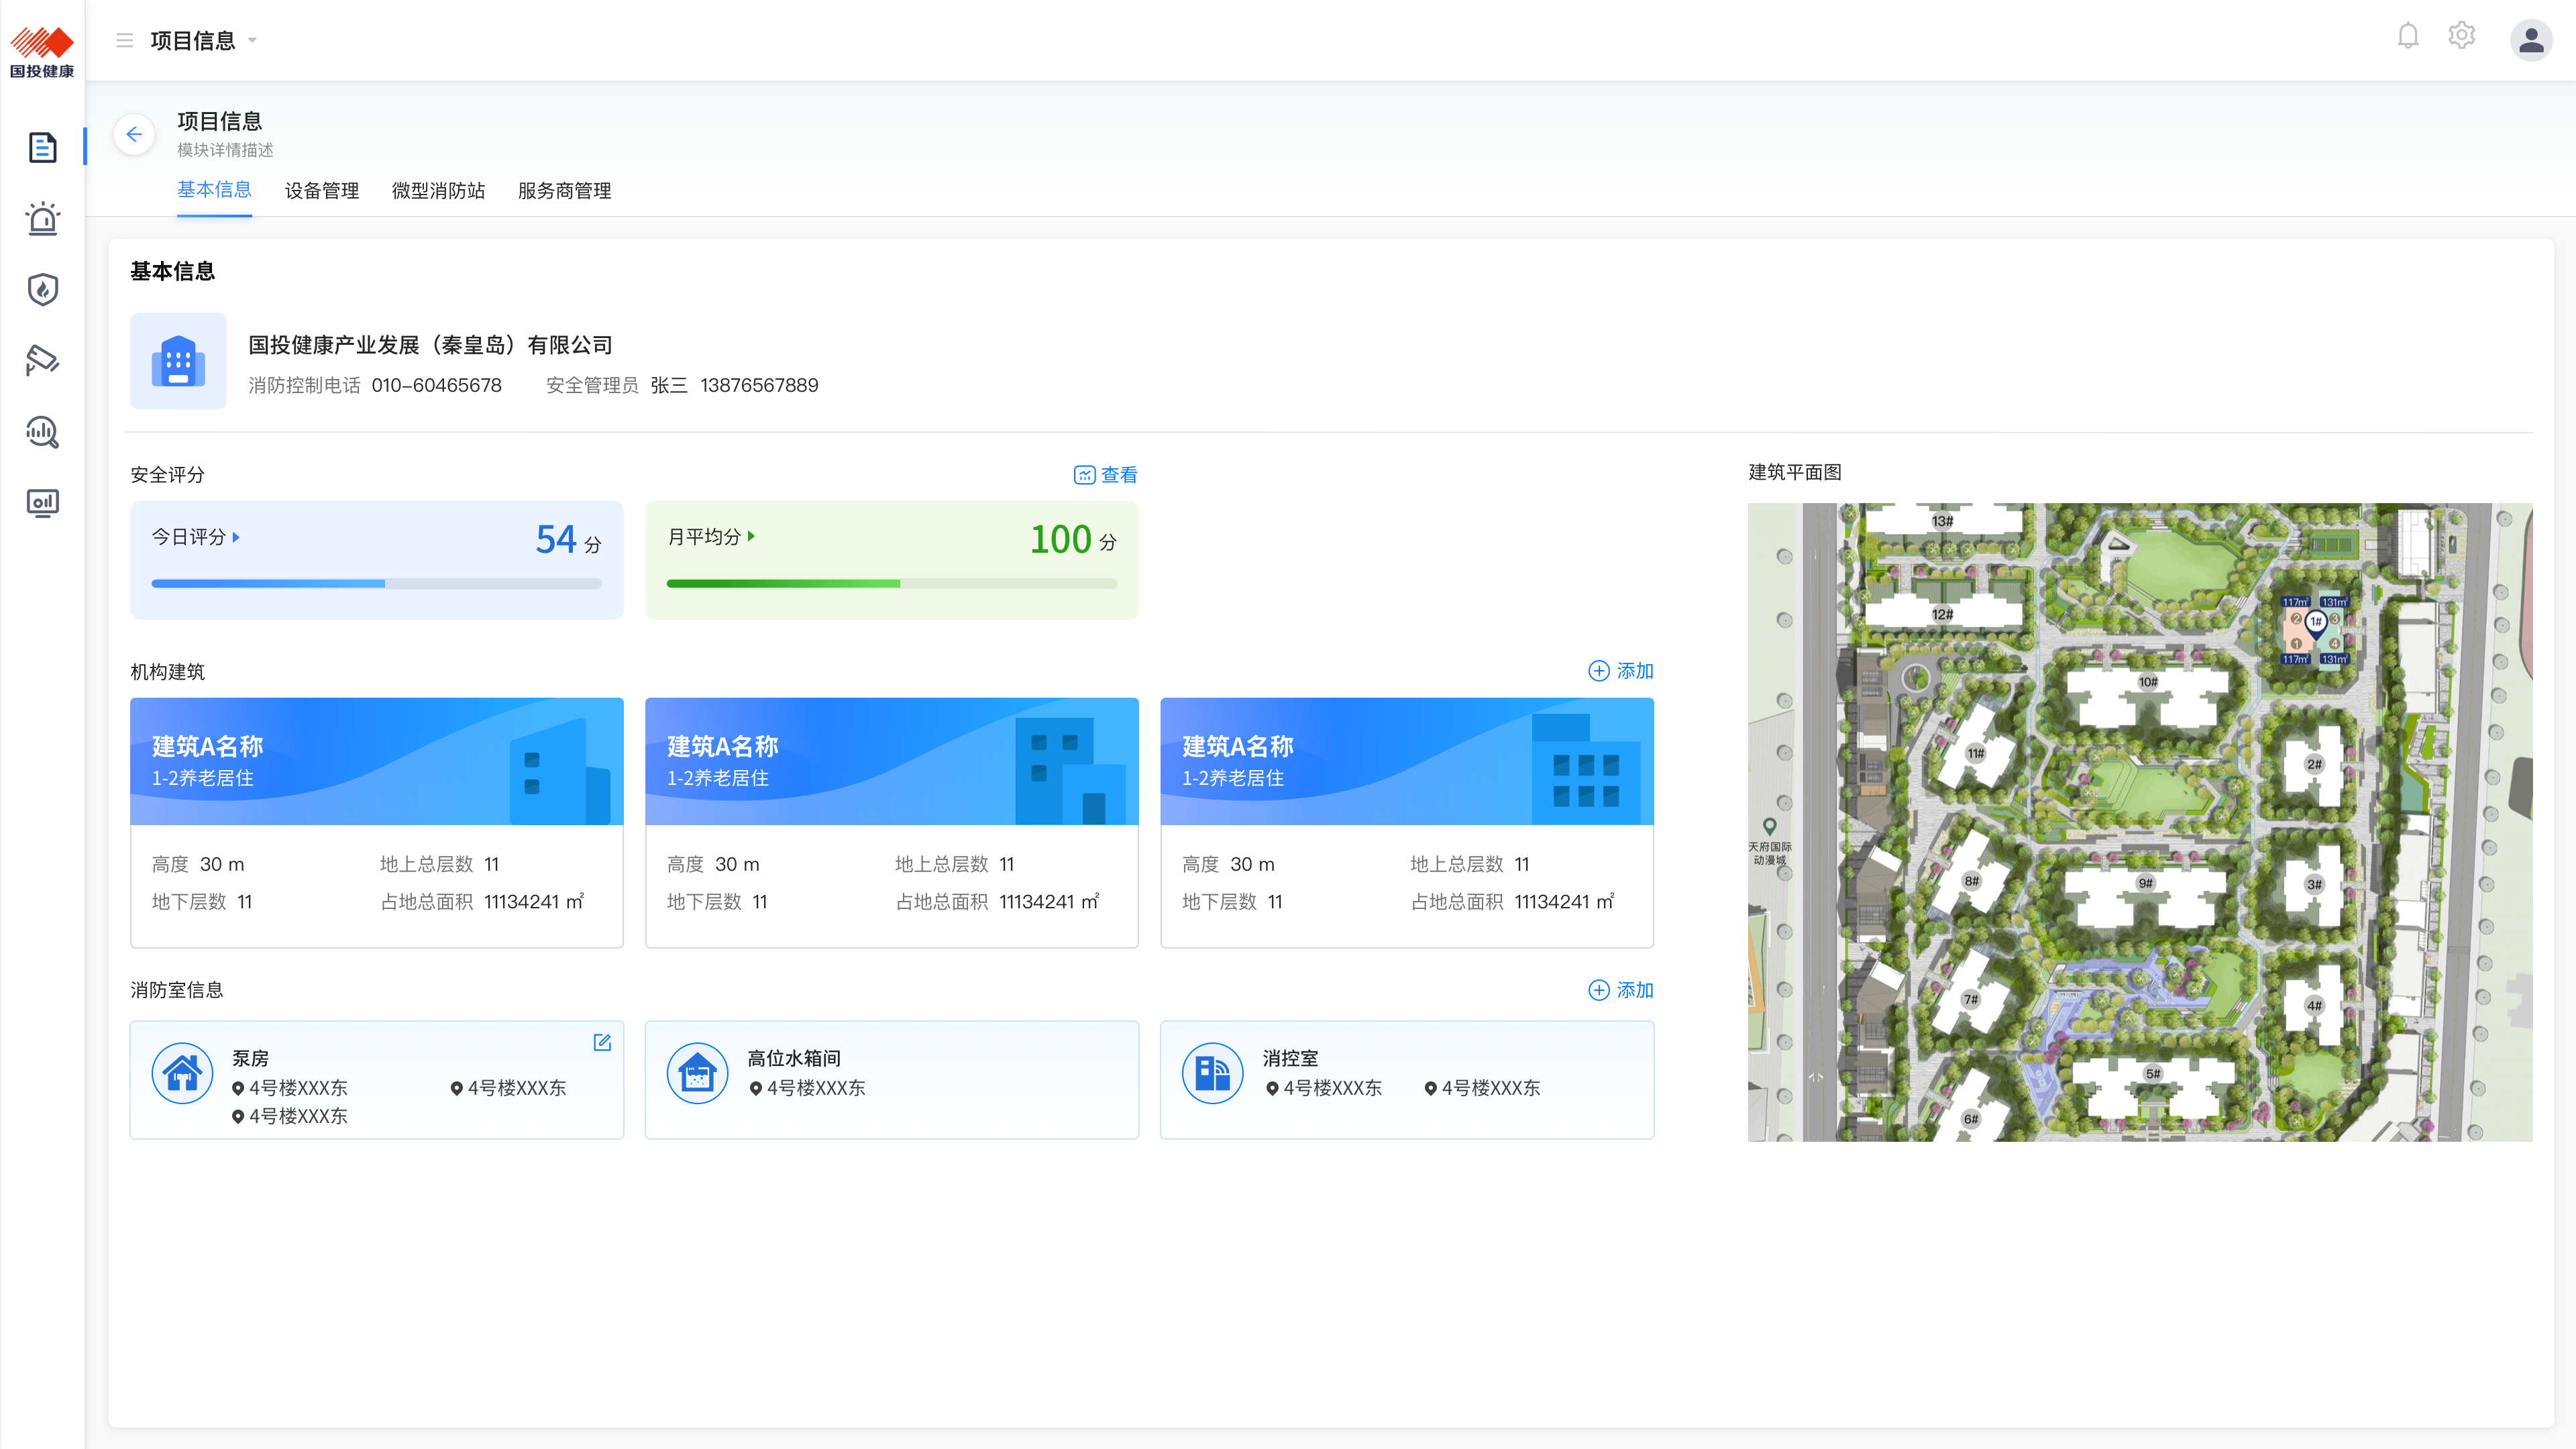 国投健康
项目信息
项目信息
模块详情描述
基本信息 设备管理 微型消防站 服务商管理
基本信息
国投健康产业发展（秦皇岛）有限公司
消防控制电话 010-60465678 安全管理员 张三 13876567889
安全评分 查看
今日评分 54 分
月平均分 100 分
机构建筑 添加
建筑A名称
1-2养老居住
高度 30 m 地上总层数 11
地下层数 11 占地总面积 11134241 ㎡
建筑A名称
1-2养老居住
高度 30 m 地上总层数 11
地下层数 11 占地总面积 11134241 ㎡
建筑A名称
1-2养老居住
高度 30 m 地上总层数 11
地下层数 11 占地总面积 11134241 ㎡
消防室信息 添加
泵房
4号楼XXX东 4号楼XXX东
4号楼XXX东
高位水箱间
4号楼XXX东
消控室
4号楼XXX东 4号楼XXX东
建筑平面图
13#
12#
117㎡ 131㎡
2 1# 3
1 4
117㎡ 131㎡
10#
11#
2#
天府国际
动漫城
8#
9#
3#
7#
4#
5#
6#